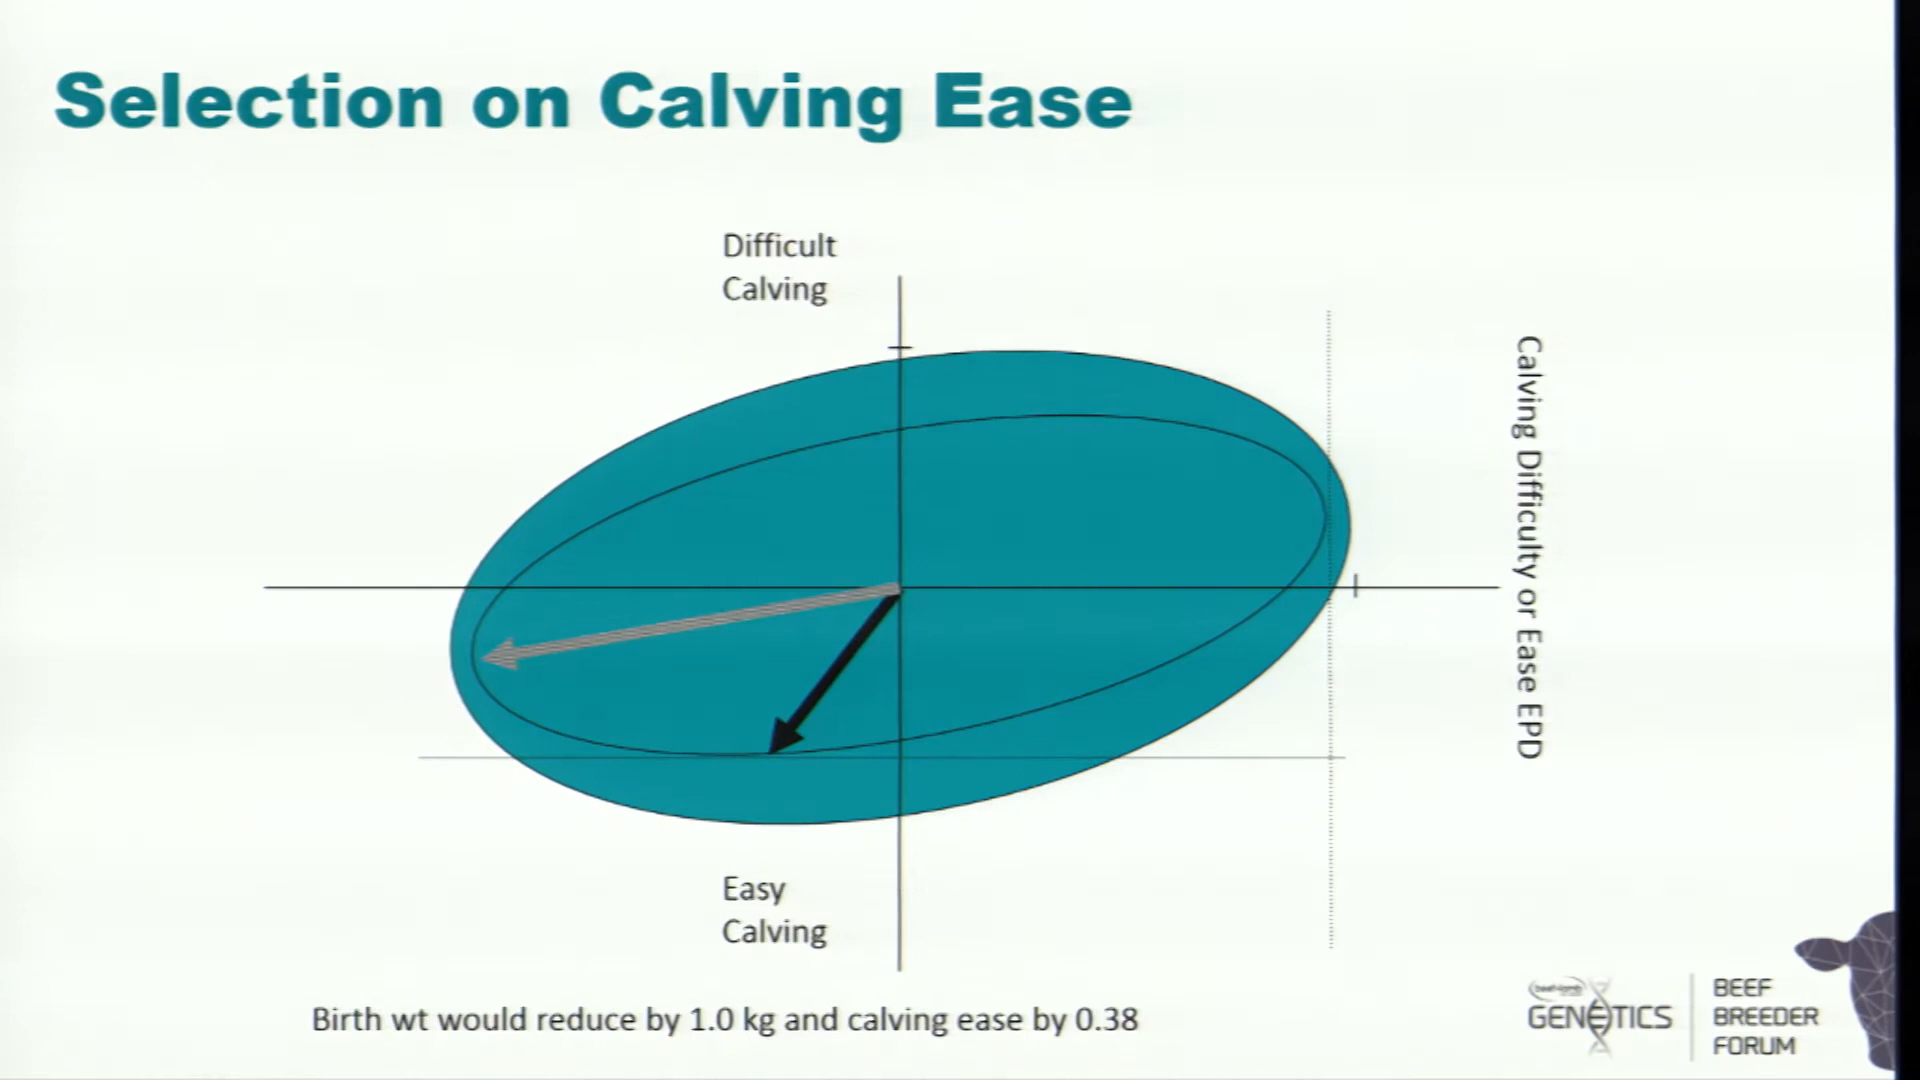 Selection on Calving Ease
Difficult
Calving
Calving Difficulty or Ease EPD
Easy
Calving
Birth wt would reduce by 1.0 kg and calving ease by 0.38
GENETICS
BEEF
BREEDER
FORUM